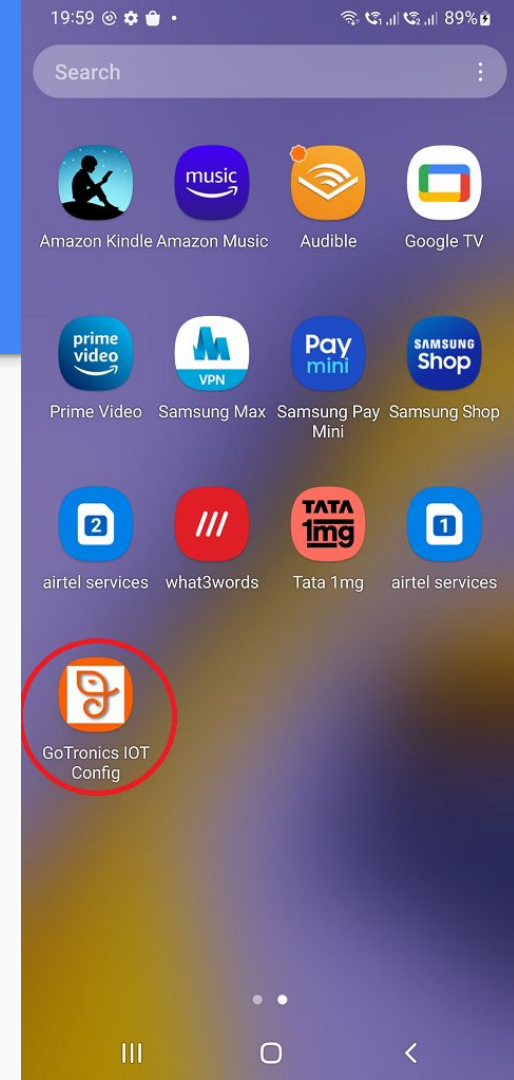 19:59
89%
Search
music
Amazon Kindle
Amazon Music
Audible
Google TV
prime
video
VPN
Pay
mini
SAMSUNG
Shop
Prime Video
Samsung Max
Samsung Pay
Mini
Samsung Shop
2
///
TATA
1mg
1
airtel services
what3words
Tata 1mg
airtel services
GoTronics IOT
Config